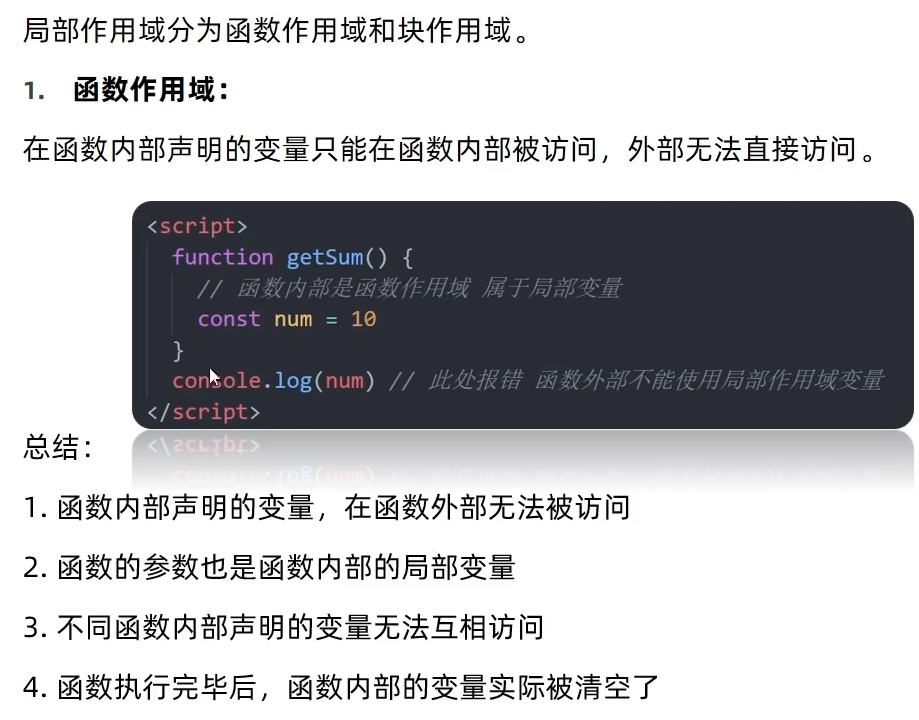 局部作用域分为函数作用域和块作用域。
1. 函数作用域：
在函数内部声明的变量只能在函数内部被访问，外部无法直接访问。
<script>
function getSum() {
// 函数内部是函数作用域 属于局部变量
const num = 10
}
console.log(num) // 此处报错 函数外部不能使用局部作用域变量
</script>
总结：
1. 函数内部声明的变量，在函数外部无法被访问
2. 函数的参数也是函数内部的局部变量
3. 不同函数内部声明的变量无法互相访问
4. 函数执行完毕后，函数内部的变量实际被清空了